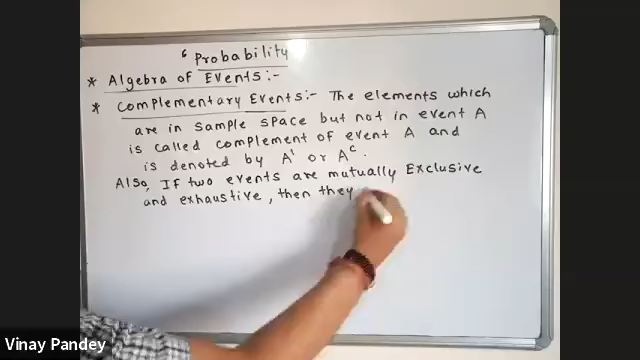 Probability
* Algebra of Events:-
* Complementary Events:- The elements which
are in sample space but not in event A
is called complement of event A and
is denoted by A' or Aᶜ.
Also, If two events are mutually Exclusive
and exhaustive, then they
Vinay Pandey